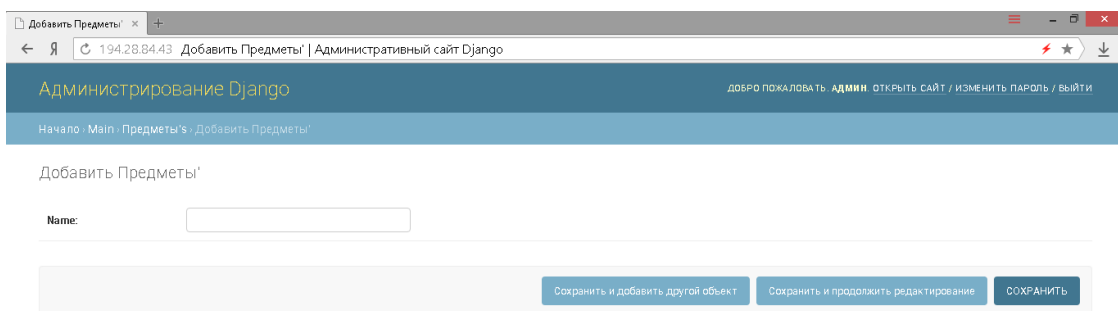 Добавить Предметы'
194.28.84.43 Добавить Предметы' | Административный сайт Django
Администрирование Django
ДОБРО ПОЖАЛОВАТЬ, АДМИН. ОТКРЫТЬ САЙТ / ИЗМЕНИТЬ ПАРОЛЬ / ВЫЙТИ
Начало › Main › Предметы's › Добавить Предметы'
Добавить Предметы'
Name:
Сохранить и добавить другой объект Сохранить и продолжить редактирование СОХРАНИТЬ